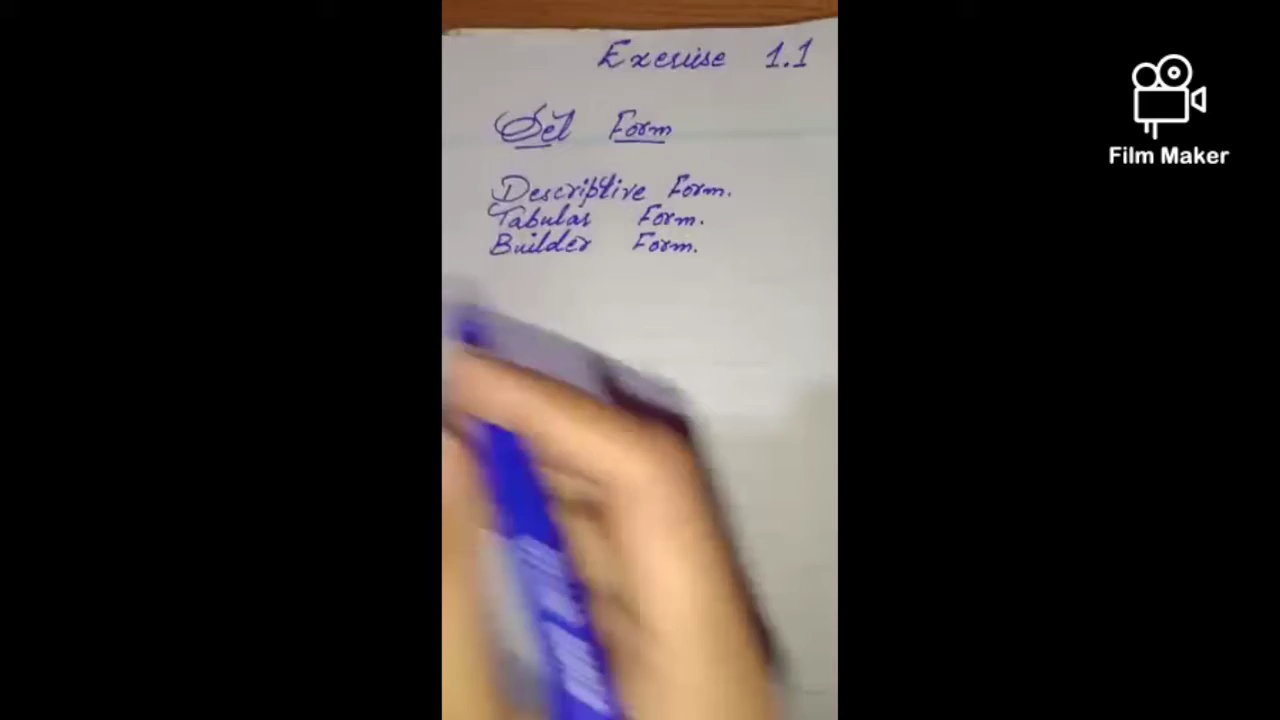 Exercise 1.1
Set Form
Descriptive Form.
Tabular Form.
Builder Form.
Film Maker